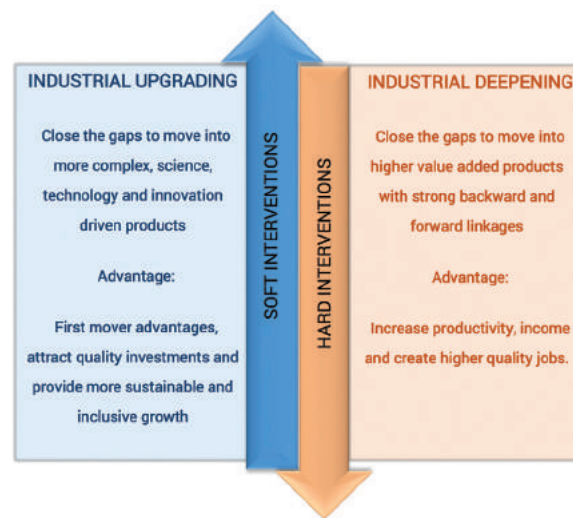 INDUSTRIAL UPGRADING
Close the gaps to move into
more complex, science,
technology and innovation
driven products
Advantage:
First mover advantages,
attract quality investments and
provide more sustainable and
inclusive growth
SOFT INTERVENTIONS
HARD INTERVENTIONS
INDUSTRIAL DEEPENING
Close the gaps to move into
higher value added products
with strong backward and
forward linkages
Advantage:
Increase productivity, income
and create higher quality jobs.